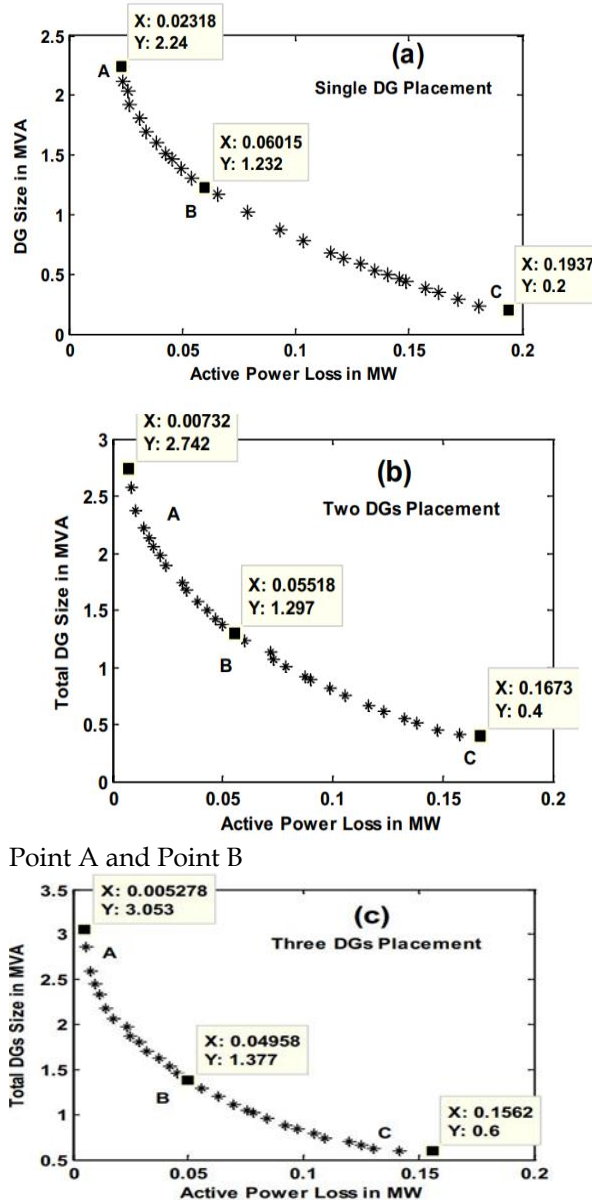 X: 0.02318
Y: 2.24
(a)
Single DG Placement
A
X: 0.06015
Y: 1.232
B
X: 0.1937
Y: 0.2
C
DG Size in MVA
2.5
2
1.5
1
0.5
0
0 0.05 0.1 0.15 0.2
Active Power Loss in MW
X: 0.00732
Y: 2.742
(b)
Two DGs Placement
A
X: 0.05518
Y: 1.297
B
X: 0.1673
Y: 0.4
C
Total DG Size in MVA
3
2.5
2
1.5
1
0.5
0
0 0.05 0.1 0.15 0.2
Active Power Loss in MW
Point A and Point B
X: 0.005278
Y: 3.053
(c)
Three DGs Placement
A
X: 0.04958
Y: 1.377
B
X: 0.1562
Y: 0.6
C
Total DGs Size in MVA
3.5
3
2.5
2
1.5
1
0.5
0 0.05 0.1 0.15 0.2
Active Power Loss in MW